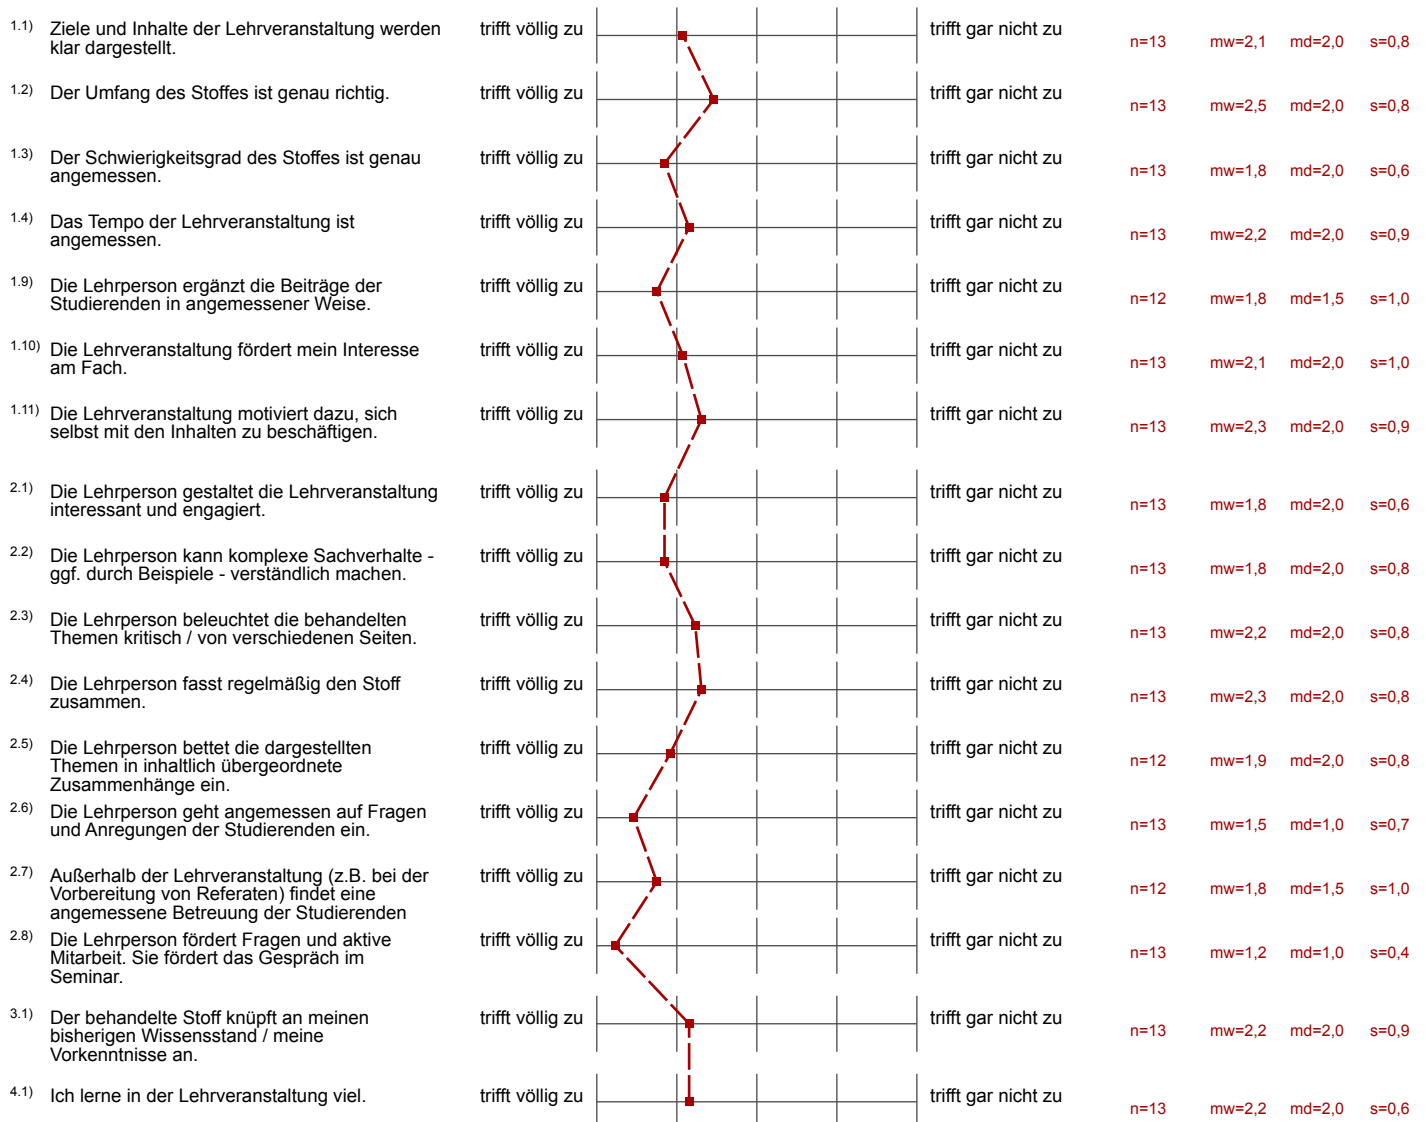 1.1) Ziele und Inhalte der Lehrveranstaltung werden
klar dargestellt.
trifft völlig zu
trifft gar nicht zu
n=13 mw=2,1 md=2,0 s=0,8
1.2) Der Umfang des Stoffes ist genau richtig.
trifft völlig zu
trifft gar nicht zu
n=13 mw=2,5 md=2,0 s=0,8
1.3) Der Schwierigkeitsgrad des Stoffes ist genau
angemessen.
trifft völlig zu
trifft gar nicht zu
n=13 mw=1,8 md=2,0 s=0,6
1.4) Das Tempo der Lehrveranstaltung ist
angemessen.
trifft völlig zu
trifft gar nicht zu
n=13 mw=2,2 md=2,0 s=0,9
1.9) Die Lehrperson ergänzt die Beiträge der
Studierenden in angemessener Weise.
trifft völlig zu
trifft gar nicht zu
n=12 mw=1,8 md=1,5 s=1,0
1.10) Die Lehrveranstaltung fördert mein Interesse
am Fach.
trifft völlig zu
trifft gar nicht zu
n=13 mw=2,1 md=2,0 s=1,0
1.11) Die Lehrveranstaltung motiviert dazu, sich
selbst mit den Inhalten zu beschäftigen.
trifft völlig zu
trifft gar nicht zu
n=13 mw=2,3 md=2,0 s=0,9
2.1) Die Lehrperson gestaltet die Lehrveranstaltung
interessant und engagiert.
trifft völlig zu
trifft gar nicht zu
n=13 mw=1,8 md=2,0 s=0,6
2.2) Die Lehrperson kann komplexe Sachverhalte -
ggf. durch Beispiele - verständlich machen.
trifft völlig zu
trifft gar nicht zu
n=13 mw=1,8 md=2,0 s=0,8
2.3) Die Lehrperson beleuchtet die behandelten
Themen kritisch / von verschiedenen Seiten.
trifft völlig zu
trifft gar nicht zu
n=13 mw=2,2 md=2,0 s=0,8
2.4) Die Lehrperson fasst regelmäßig den Stoff
zusammen.
trifft völlig zu
trifft gar nicht zu
n=13 mw=2,3 md=2,0 s=0,8
2.5) Die Lehrperson bettet die dargestellten
Themen in inhaltlich übergeordnete
Zusammenhänge ein.
trifft völlig zu
trifft gar nicht zu
n=12 mw=1,9 md=2,0 s=0,8
2.6) Die Lehrperson geht angemessen auf Fragen
und Anregungen der Studierenden ein.
trifft völlig zu
trifft gar nicht zu
n=13 mw=1,5 md=1,0 s=0,7
2.7) Außerhalb der Lehrveranstaltung (z.B. bei der
Vorbereitung von Referaten) findet eine
angemessene Betreuung der Studierenden
trifft völlig zu
trifft gar nicht zu
n=12 mw=1,8 md=1,5 s=1,0
2.8) Die Lehrperson fördert Fragen und aktive
Mitarbeit. Sie fördert das Gespräch im
Seminar.
trifft völlig zu
trifft gar nicht zu
n=13 mw=1,2 md=1,0 s=0,4
3.1) Der behandelte Stoff knüpft an meinen
bisherigen Wissensstand / meine
Vorkenntnisse an.
trifft völlig zu
trifft gar nicht zu
n=13 mw=2,2 md=2,0 s=0,9
4.1) Ich lerne in der Lehrveranstaltung viel.
trifft völlig zu
trifft gar nicht zu
n=13 mw=2,2 md=2,0 s=0,6